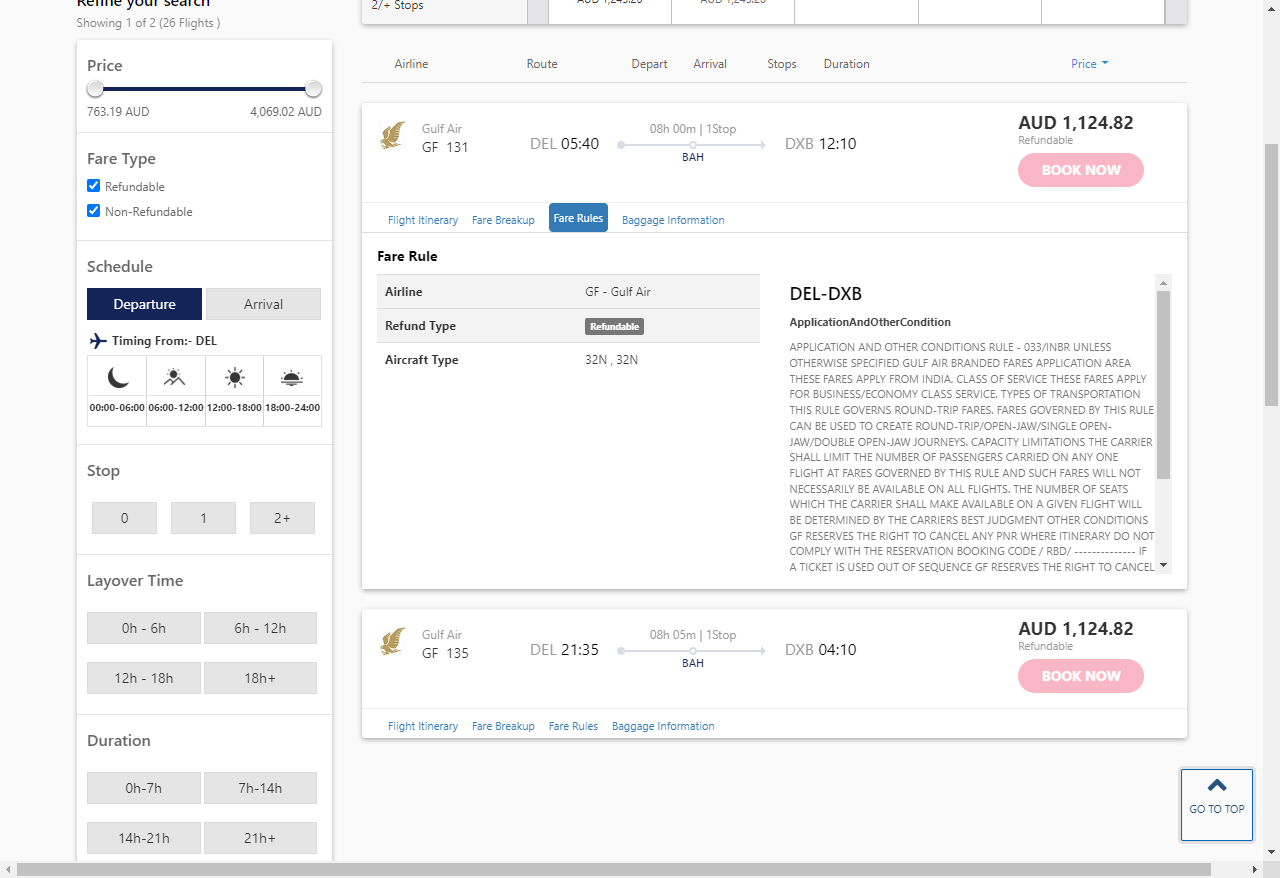 Refine your search
Showing 1 of 2 (26 Flights )
2/+ Stops
AUD 1,249.20
AUD 1,249.20
Price
763.19 AUD
4,069.02 AUD
Fare Type
Refundable
Non-Refundable
Schedule
Departure
Arrival
Timing From:- DEL
00:00-06:00
06:00-12:00
12:00-18:00
18:00-24:00
Stop
0
1
2+
Layover Time
0h - 6h
6h - 12h
12h - 18h
18h+
Duration
0h-7h
7h-14h
14h-21h
21h+
Airline
Route
Depart
Arrival
Stops
Duration
Price
Gulf Air
GF 131
DEL 05:40
08h 00m | 1Stop
BAH
DXB 12:10
AUD 1,124.82
Refundable
BOOK NOW
Flight Itinerary
Fare Breakup
Fare Rules
Baggage Information
Fare Rule
Airline
GF - Gulf Air
Refund Type
Refundable
Aircraft Type
32N , 32N
DEL-DXB
ApplicationAndOtherCondition
APPLICATION AND OTHER CONDITIONS RULE - 033/INBR UNLESS
OTHERWISE SPECIFIED GULF AIR BRANDED FARES APPLICATION AREA
THESE FARES APPLY FROM INDIA. CLASS OF SERVICE THESE FARES APPLY
FOR BUSINESS/ECONOMY CLASS SERVICE. TYPES OF TRANSPORTATION
THIS RULE GOVERNS ROUND-TRIP FARES. FARES GOVERNED BY THIS RULE
CAN BE USED TO CREATE ROUND-TRIP/OPEN-JAW/SINGLE OPEN-
JAW/DOUBLE OPEN-JAW JOURNEYS. CAPACITY LIMITATIONS THE CARRIER
SHALL LIMIT THE NUMBER OF PASSENGERS CARRIED ON ANY ONE
FLIGHT AT FARES GOVERNED BY THIS RULE AND SUCH FARES WILL NOT
NECESSARILY BE AVAILABLE ON ALL FLIGHTS. THE NUMBER OF SEATS
WHICH THE CARRIER SHALL MAKE AVAILABLE ON A GIVEN FLIGHT WILL
BE DETERMINED BY THE CARRIERS BEST JUDGMENT OTHER CONDITIONS
GF RESERVES THE RIGHT TO CANCEL ANY PNR WHERE ITINERARY DO NOT
COMPLY WITH THE RESERVATION BOOKING CODE / RBD/ -------------- IF
A TICKET IS USED OUT OF SEQUENCE GF RESERVES THE RIGHT TO CANCEL
Gulf Air
GF 135
DEL 21:35
08h 05m | 1Stop
BAH
DXB 04:10
AUD 1,124.82
Refundable
BOOK NOW
Flight Itinerary
Fare Breakup
Fare Rules
Baggage Information
GO TO TOP